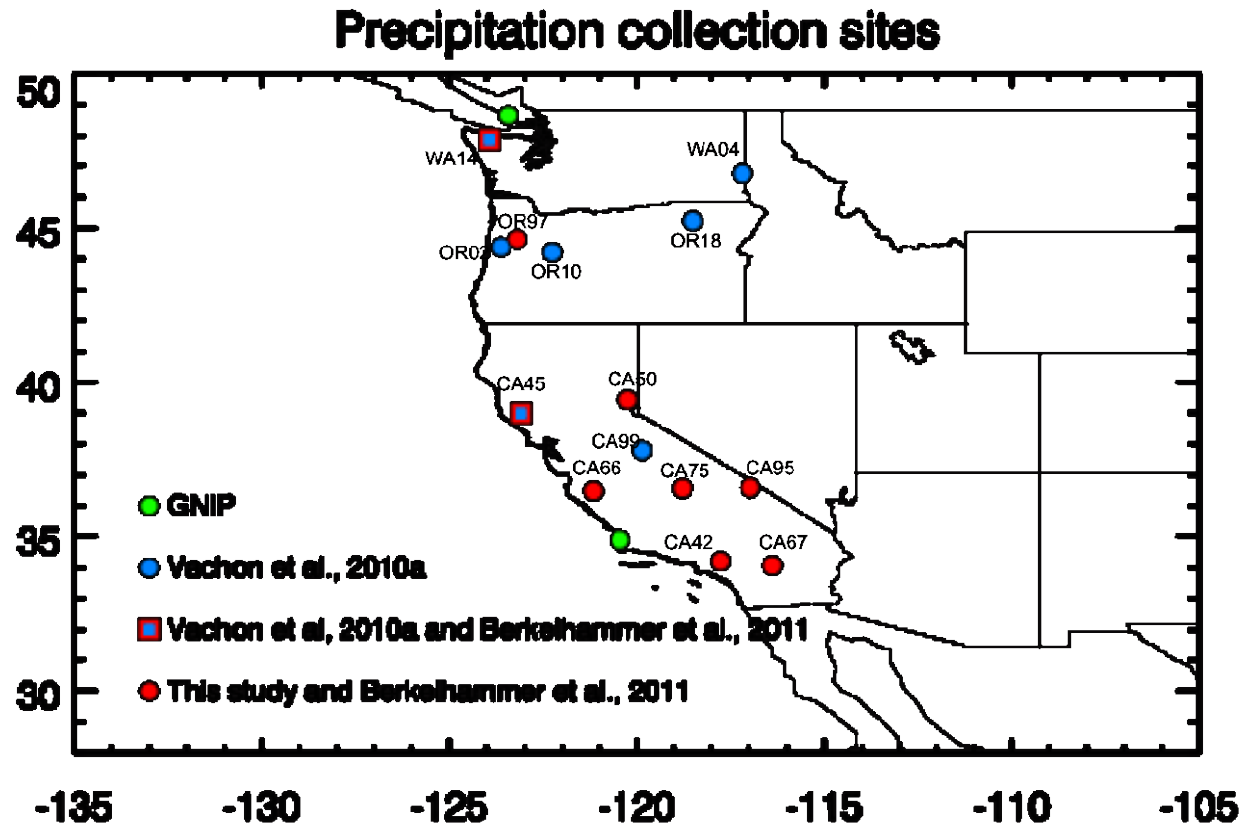 Precipitation collection sites
50
45
40
35
30
WA14
WA04
OR97
OR03
OR18
OR10
CA45
CA50
CA99
CA66
CA75
CA95
CA42
CA67
GNIP
Vachon et al., 2010a
Vachon et al, 2010a and Berkelhammer et al., 2011
This study and Berkelhammer et al., 2011
-135
-130
-125
-120
-115
-110
-105